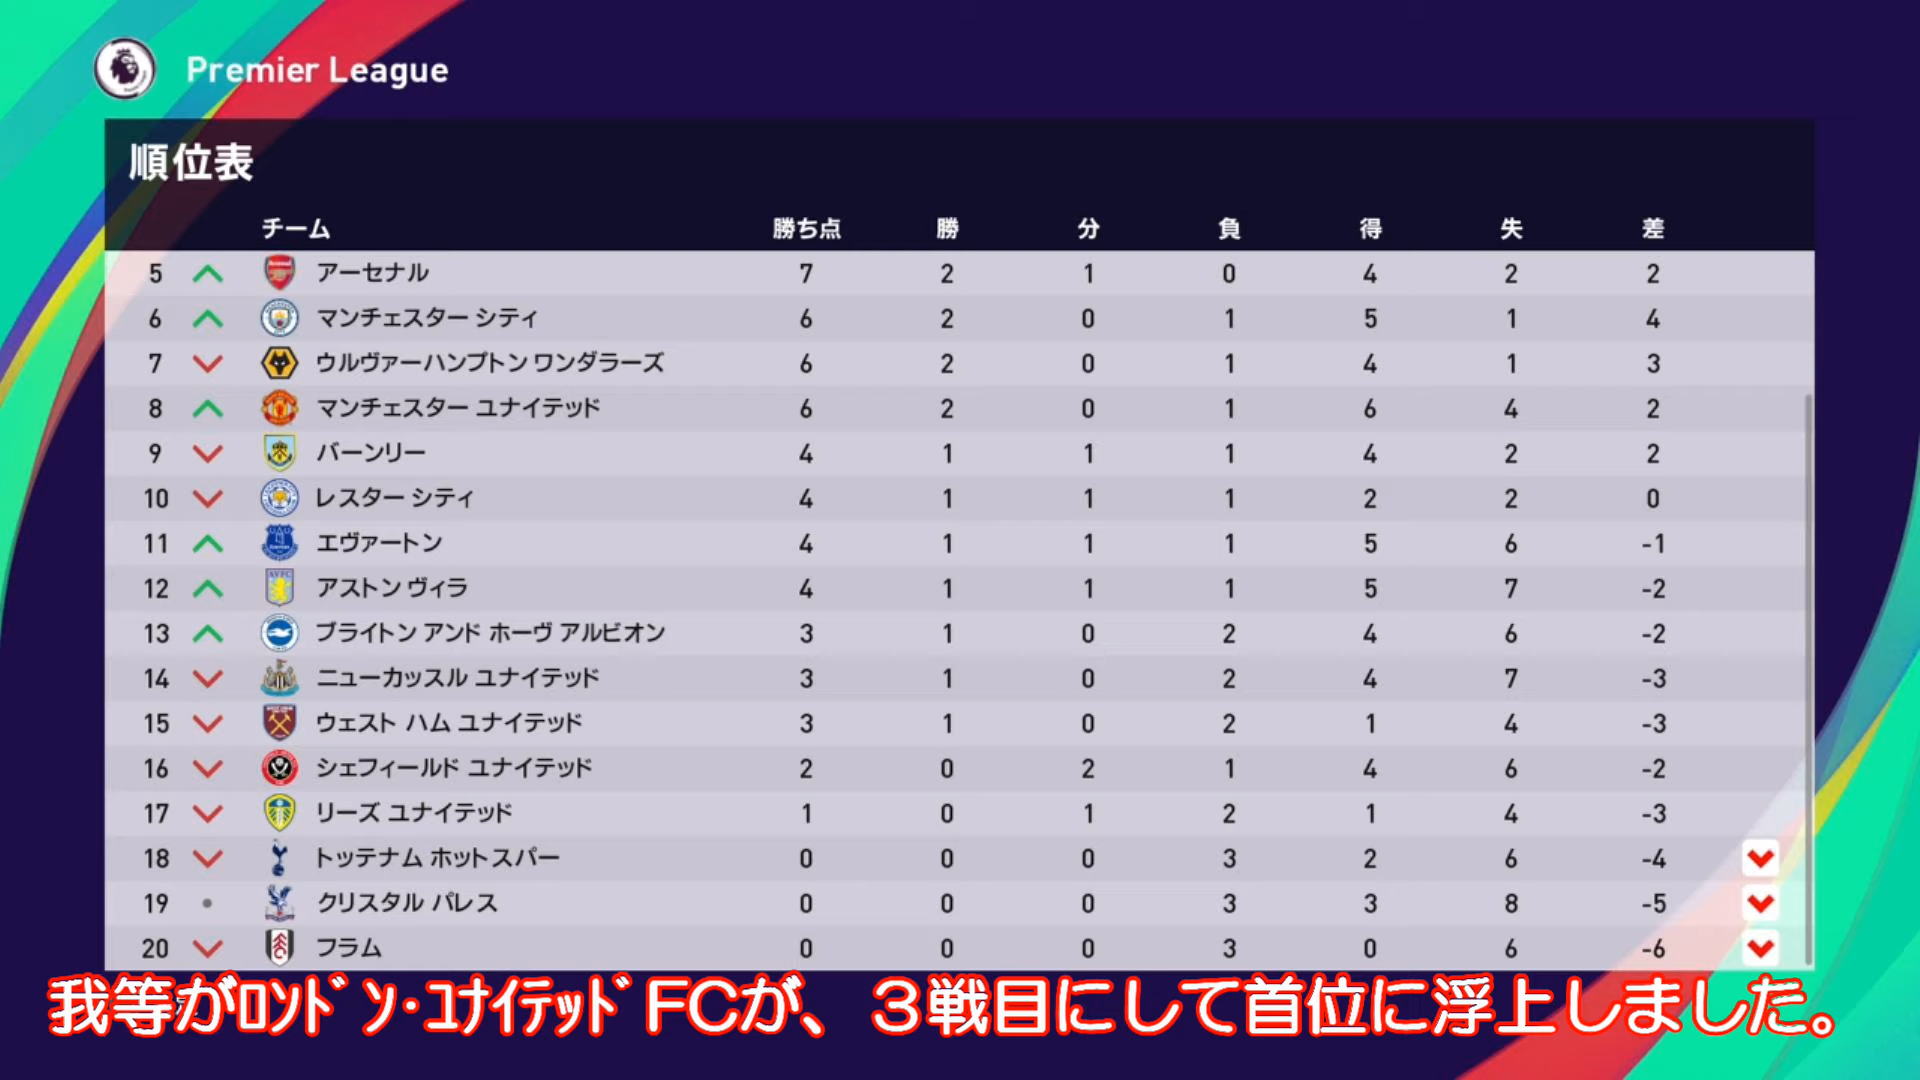 Premier League
順位表
チーム 勝ち点 勝 分 負 得 失 差
5 アーセナル 7 2 1 0 4 2 2
6 マンチェスター シティ 6 2 0 1 5 1 4
7 ウルヴァーハンプトン ワンダラーズ 6 2 0 1 4 1 3
8 マンチェスター ユナイテッド 6 2 0 1 6 4 2
9 バーンリー 4 1 1 1 4 2 2
10 レスター シティ 4 1 1 1 2 2 0
11 エヴァートン 4 1 1 1 5 6 -1
12 アストン ヴィラ 4 1 1 1 5 7 -2
13 ブライトン アンド ホーヴ アルビオン 3 1 0 2 4 6 -2
14 ニューカッスル ユナイテッド 3 1 0 2 4 7 -3
15 ウェスト ハム ユナイテッド 3 1 0 2 1 4 -3
16 シェフィールド ユナイテッド 2 0 2 1 4 6 -2
17 リーズ ユナイテッド 1 0 1 2 1 4 -3
18 トッテナム ホットスパー 0 0 0 3 2 6 -4
19 クリスタル パレス 0 0 0 3 3 8 -5
20 フラム 0 0 0 3 0 6 -6
我等がﾛﾝﾄﾞﾝ・ﾕﾅｲﾃｯﾄﾞFCが、３戦目にして首位に浮上しました。